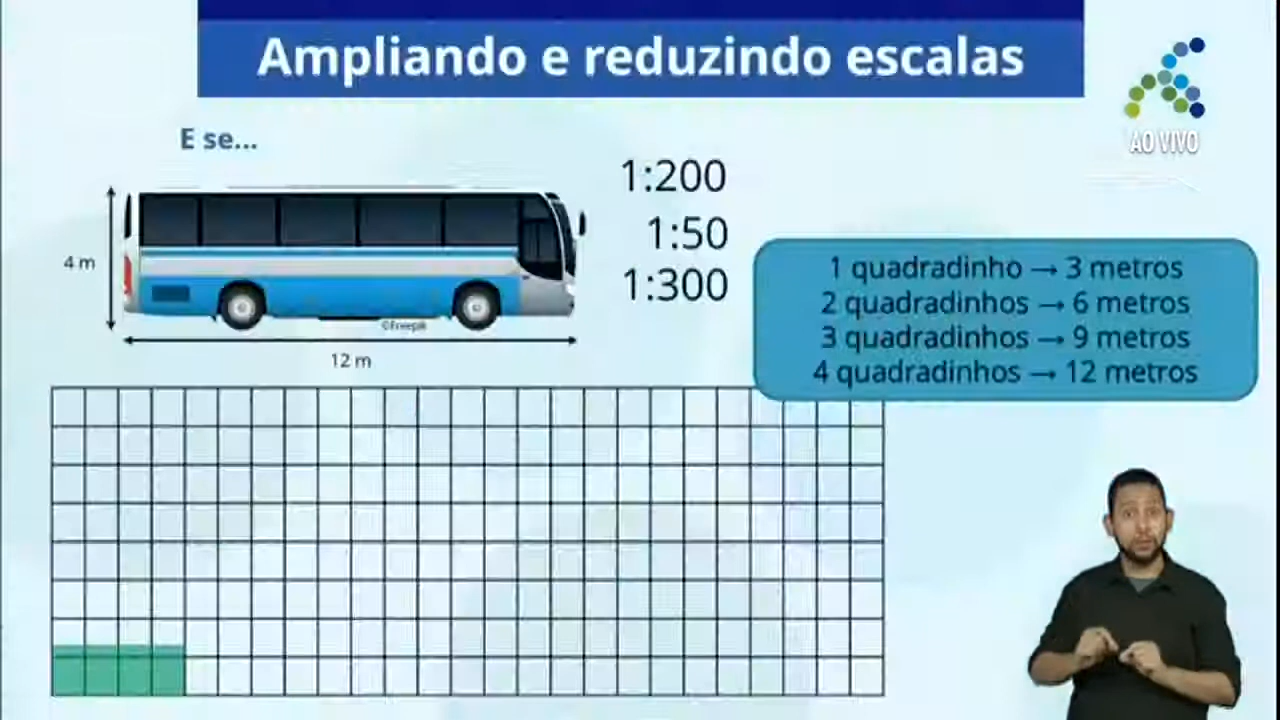 Ampliando e reduzindo escalas
AO VIVO
E se...
1:200
1:50
1:300
4 m
©Freepik
12 m
1 quadradinho → 3 metros
2 quadradinhos → 6 metros
3 quadradinhos → 9 metros
4 quadradinhos → 12 metros